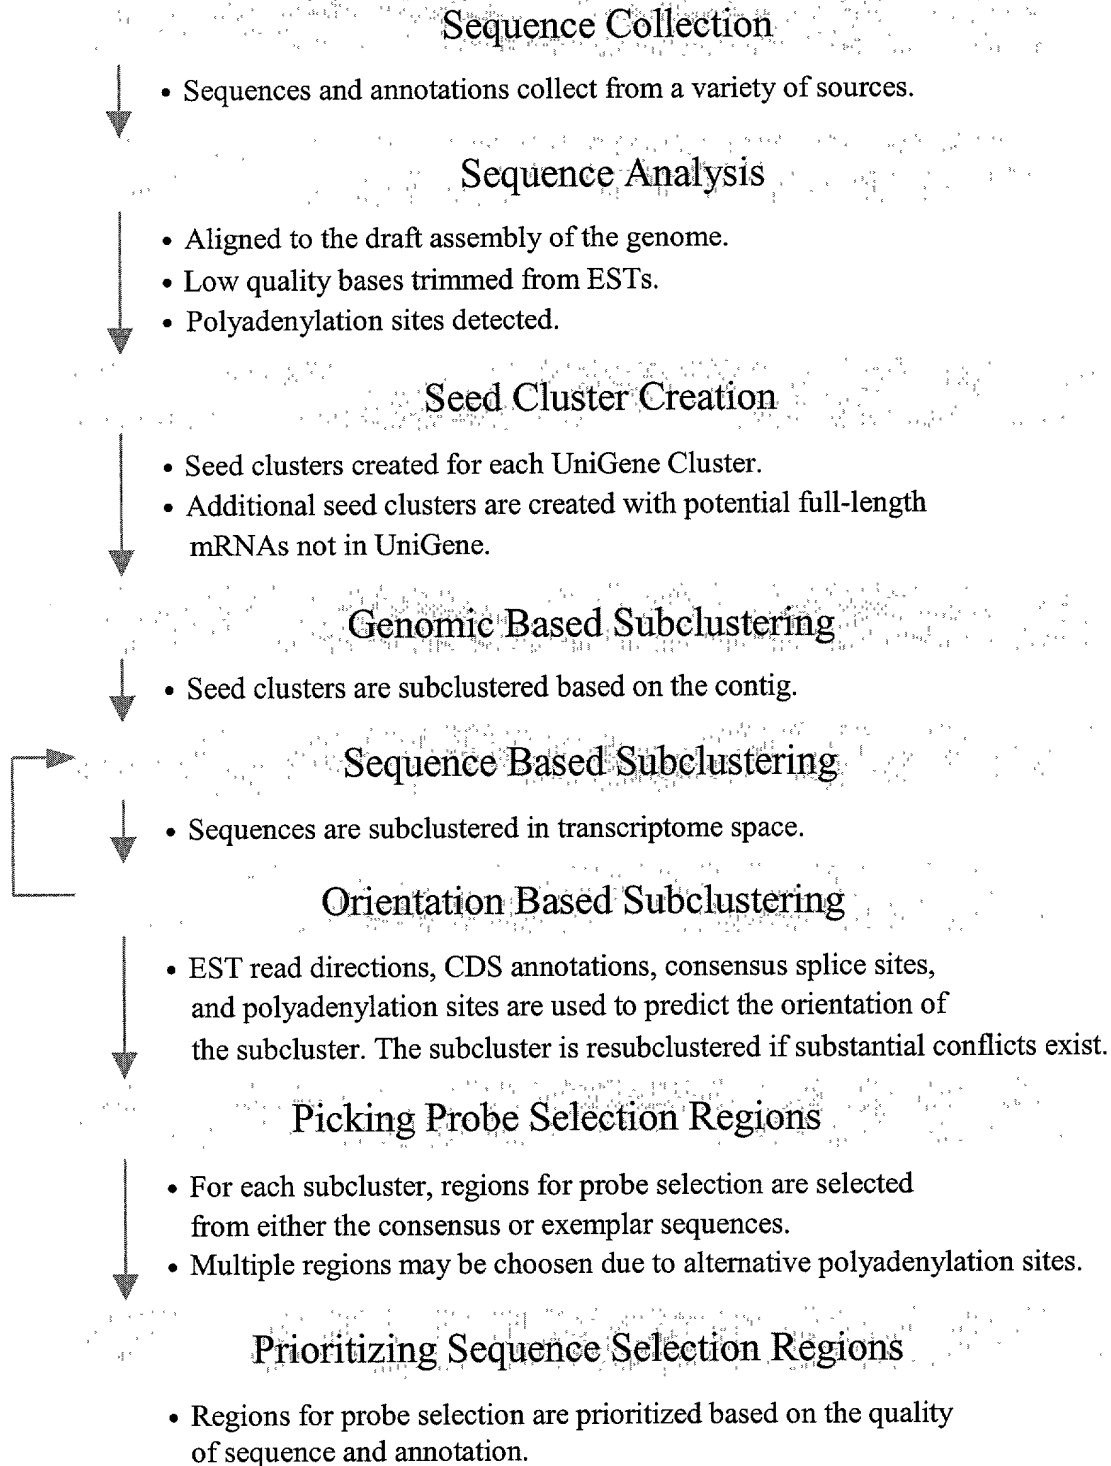 Sequence Collection
• Sequences and annotations collect from a variety of sources.
Sequence Analysis
• Aligned to the draft assembly of the genome.
• Low quality bases trimmed from ESTs.
• Polyadenylation sites detected.
Seed Cluster Creation
• Seed clusters created for each UniGene Cluster.
• Additional seed clusters are created with potential full-length
mRNAs not in UniGene.
Genomic Based Subclustering
• Seed clusters are subclustered based on the contig.
Sequence Based Subclustering
• Sequences are subclustered in transcriptome space.
Orientation Based Subclustering
• EST read directions, CDS annotations, consensus splice sites,
and polyadenylation sites are used to predict the orientation of
the subcluster. The subcluster is resubclustered if substantial conflicts exist.
Picking Probe Selection Regions
• For each subcluster, regions for probe selection are selected
from either the consensus or exemplar sequences.
• Multiple regions may be choosen due to alternative polyadenylation sites.
Prioritizing Sequence Selection Regions
• Regions for probe selection are prioritized based on the quality
of sequence and annotation.